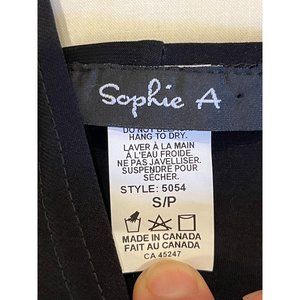 Sophie A
DO NOT BLEACH
HANG TO DRY.
LAVER À LA MAIN
À L'EAU FROIDE.
NE PAS JAVELLISER.
SUSPENDRE POUR
SÉCHER.
STYLE: 5054
S/P
MADE IN CANADA
FAIT AU CANADA
CA 45247